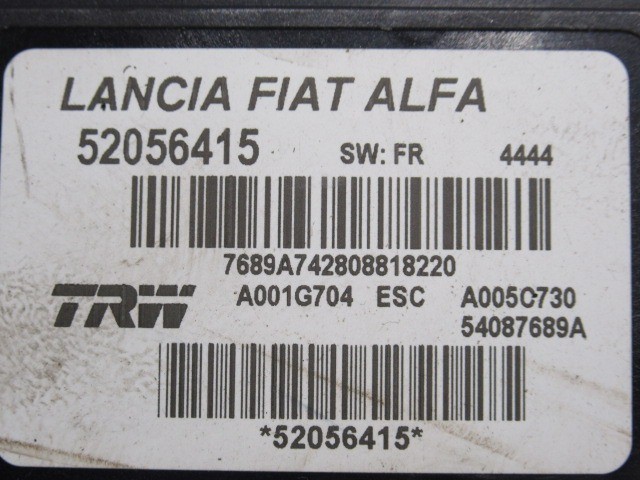 LANCIA FIAT ALFA
52056415 SW: FR 4444
7689A742808818220
TRW A001G704 ESC A005C730
54087689A
*52056415*